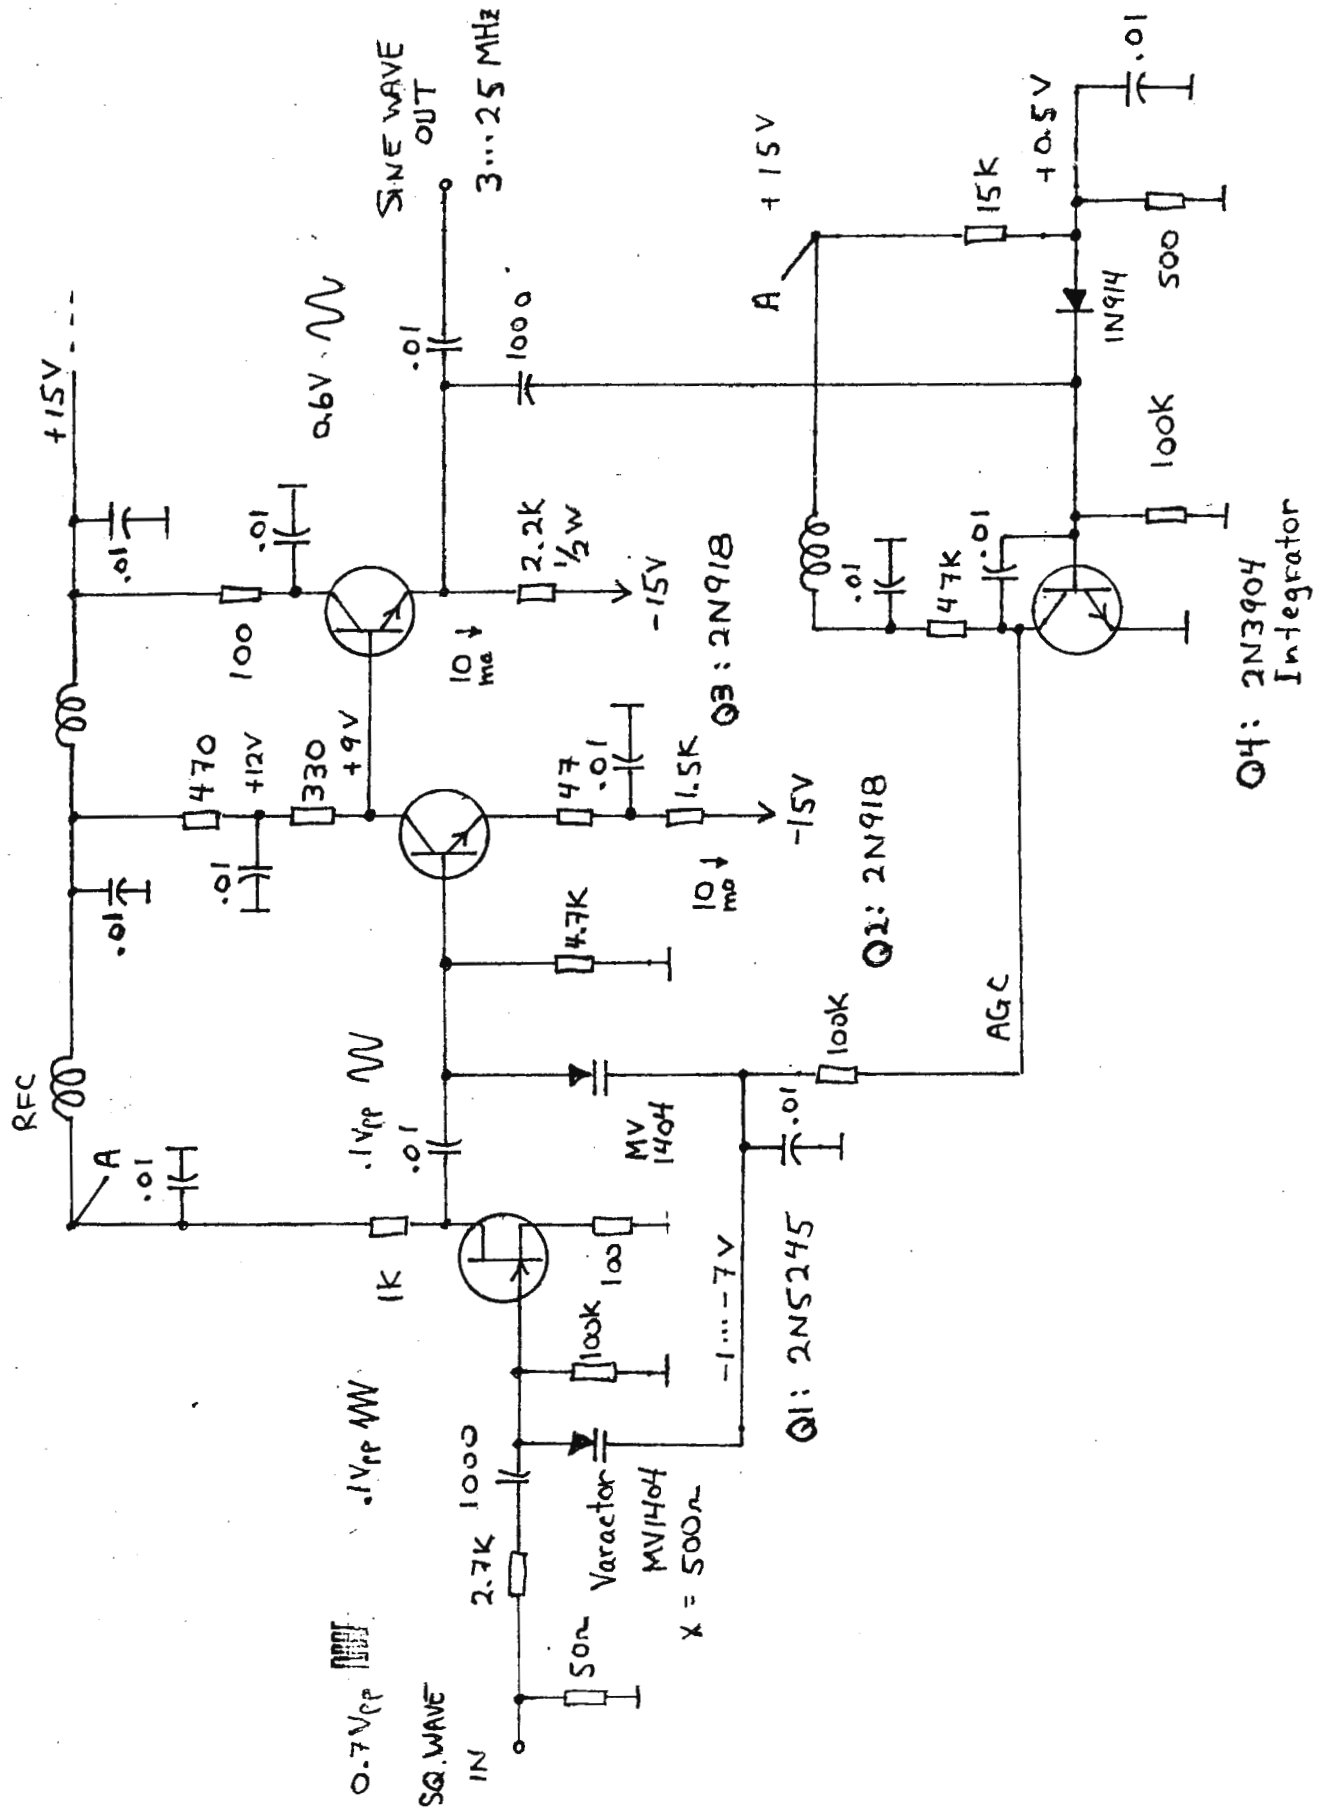 RFC
+15V
A
.01
.01
.01
470
+12V
.01
330
+9V
100
.01
0.6V
SINE WAVE
OUT
3...25 MHz
.01
1000
2.2K
1/2 W
-15V
10
ma
Q3: 2N918
47
.01
1.5K
-15V
10
ma
Q2: 2N918
4.7K
.1Vpp
.01
1K
MV
1404
100
.01
100K
AGC
-1...-7V
Q1: 2N5245
0.7Vpp
SQ. WAVE
IN
50Ω
2.7K
1000
.1Vpp
100K
Varactor
MV1404
X = 500Ω
A
+15V
15K
+0.5V
.01
500
1N914
.01
47K
.01
100K
Q4: 2N3904
Integrator